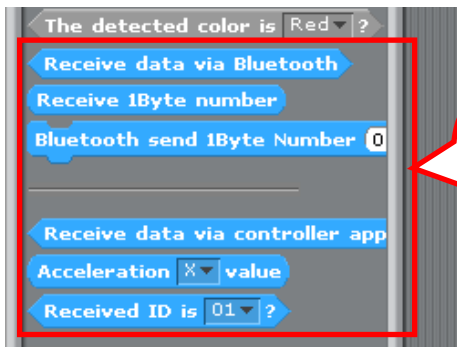 The detected color is Red ?
Receive data via Bluetooth
Receive 1Byte number
Bluetooth send 1Byte Number 0
Receive data via controller app
Acceleration X value
Received ID is 01 ?